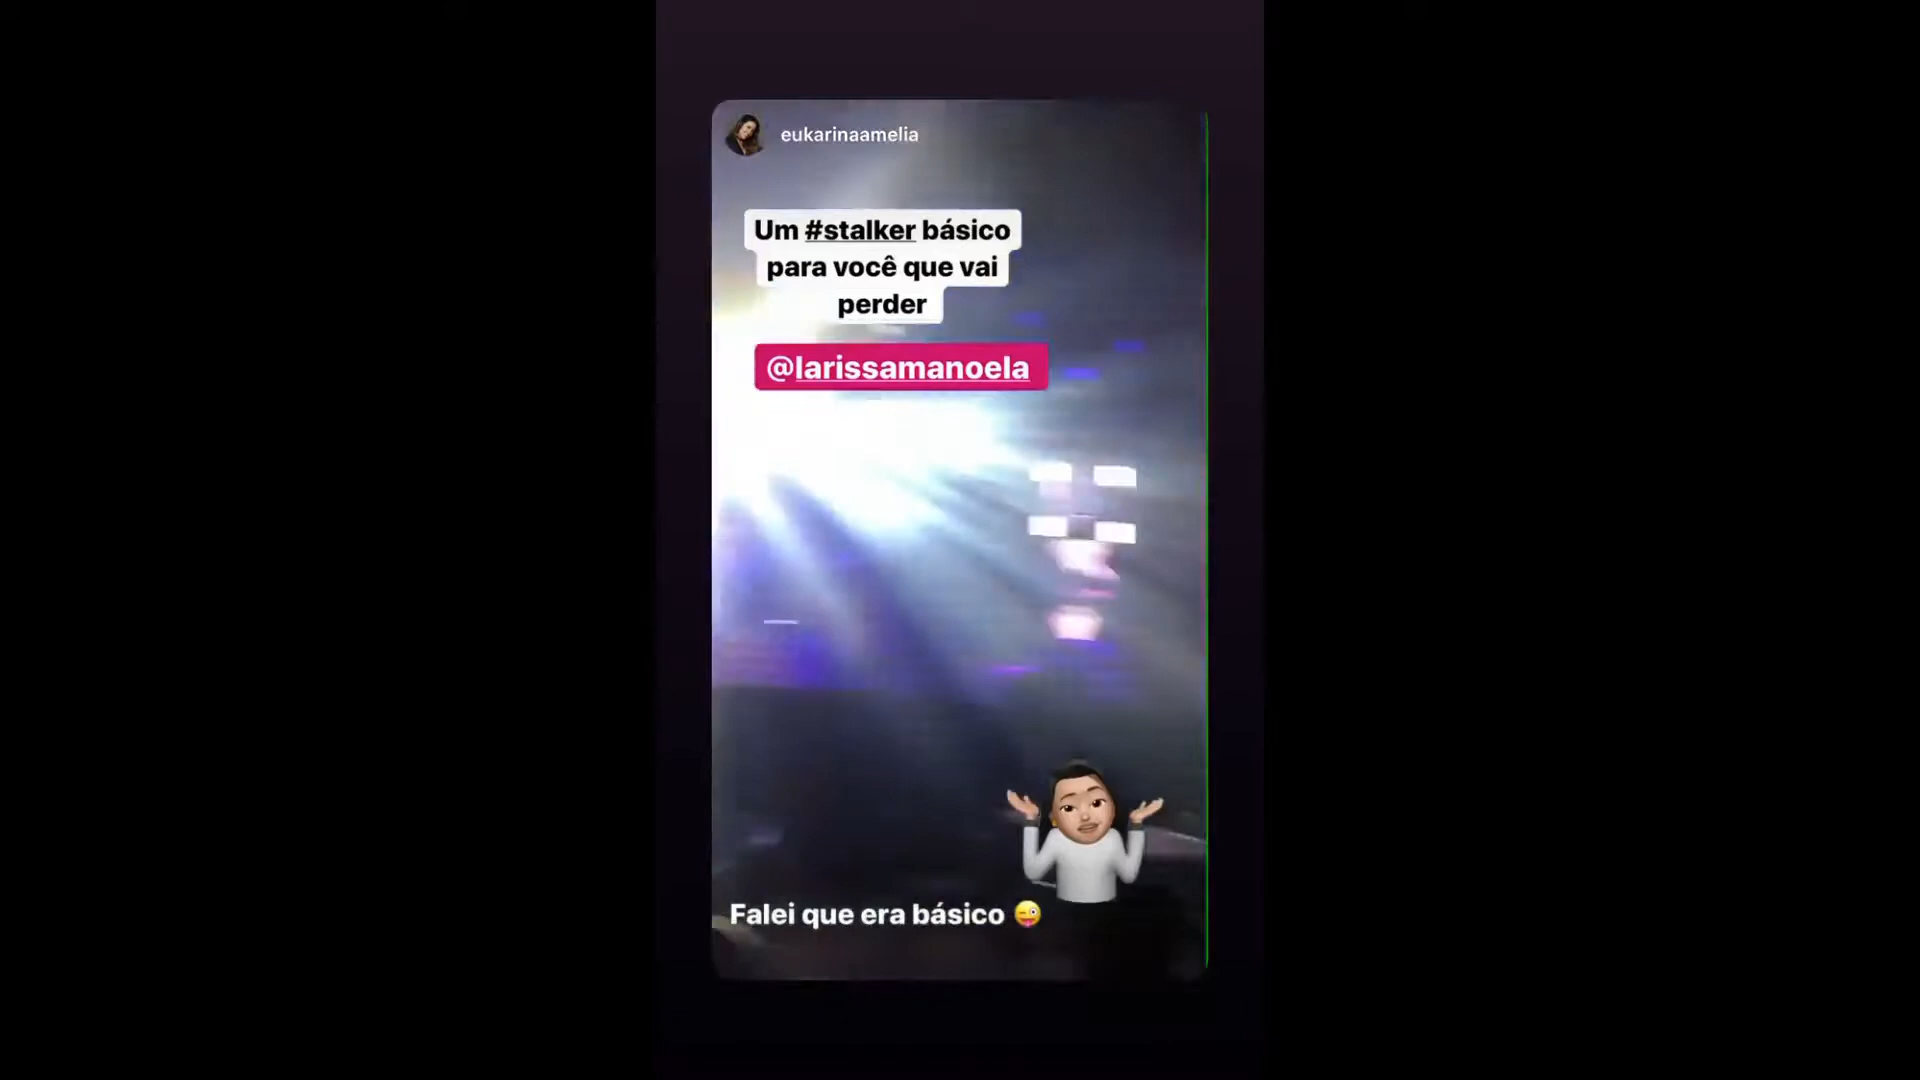 eukarinaamelia
Um #stalker básico
para você que vai
perder
@larissamanoela
Falei que era básico 😜